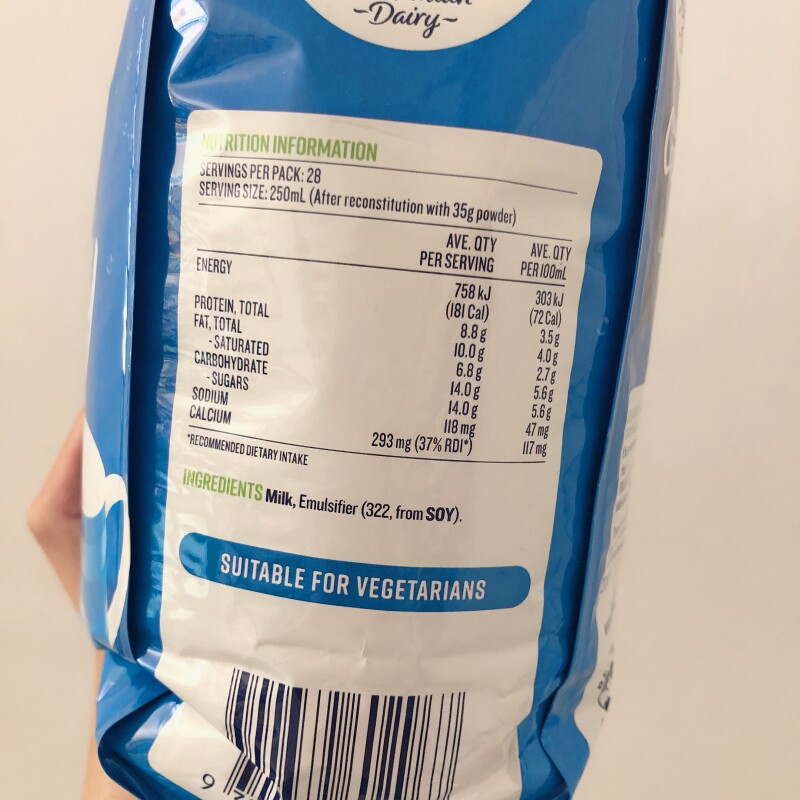 ~Dairy~
NUTRITION INFORMATION
SERVINGS PER PACK: 28
SERVING SIZE: 250mL (After reconstitution with 35g powder)
AVE. QTY PER SERVING AVE. QTY PER 100mL
ENERGY 758 kJ 303 kJ
(181 Cal) (72 Cal)
PROTEIN, TOTAL 8.8 g 3.5 g
FAT, TOTAL 10.0 g 4.0 g
- SATURATED 6.8 g 2.7 g
CARBOHYDRATE 14.0 g 5.6 g
- SUGARS 14.0 g 5.6 g
SODIUM 118 mg 47 mg
CALCIUM 293 mg (37% RDI*) 117 mg
*RECOMMENDED DIETARY INTAKE
INGREDIENTS Milk, Emulsifier (322, from SOY).
SUITABLE FOR VEGETARIANS
9